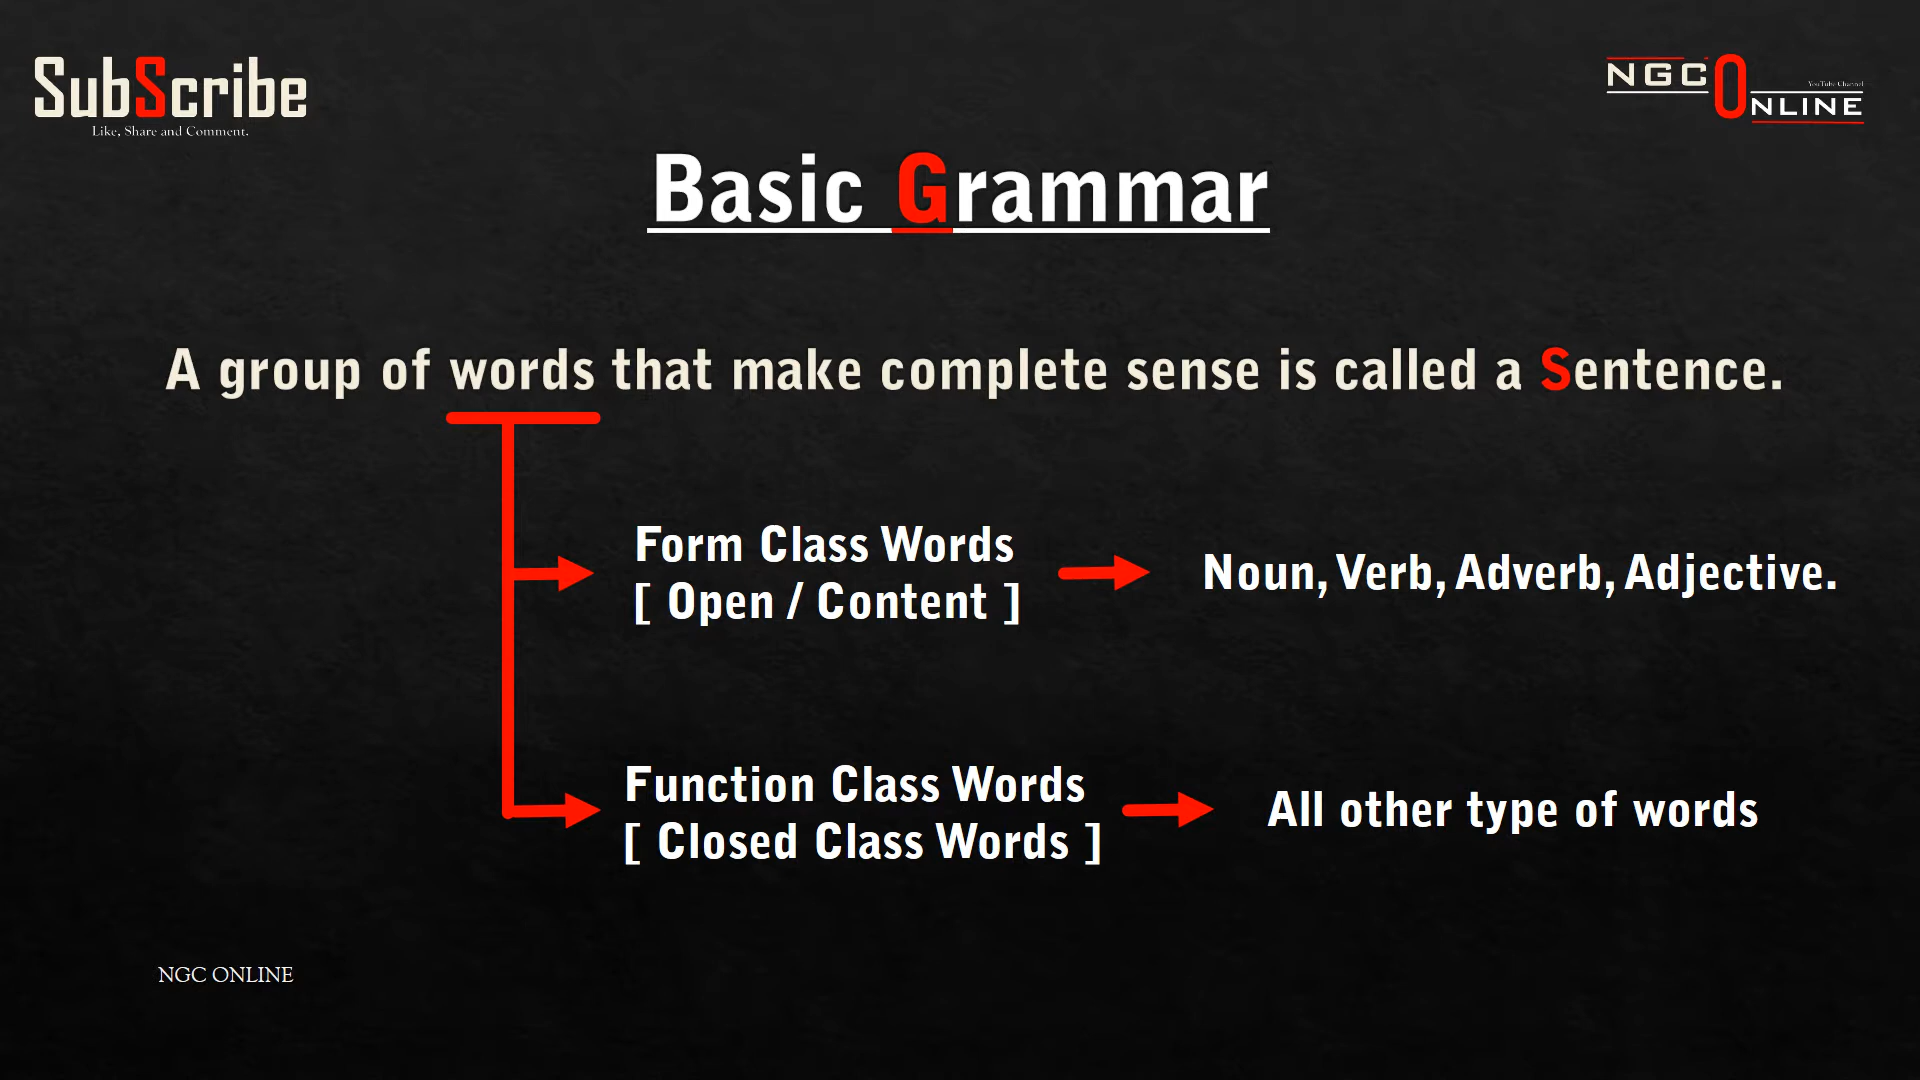 SubScribe
Like, Share and Comment.
NGC ONLINE
YouTube Channel
Basic Grammar
A group of words that make complete sense is called a Sentence.
Form Class Words
[ Open / Content ]
Noun, Verb, Adverb, Adjective.
Function Class Words
[ Closed Class Words ]
All other type of words
NGC ONLINE